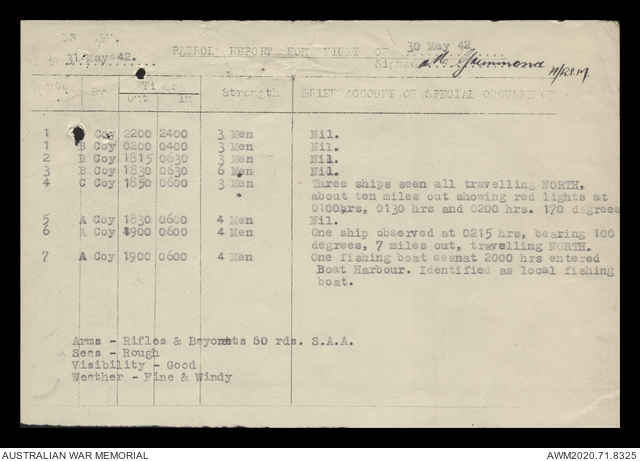 13 BN.
31 May 42.
PATROL REPORT FOR NIGHT OF 30 May 42
Signed
By Times Strength BRIEF ACCOUNT OF SPECIAL OCCURRENCES
Out In
1 Coy 2200 2400 3 Men Nil.
1 B Coy 0200 0400 3 Men Nil.
2 B Coy 1815 0630 3 Men Nil.
3 B Coy 1830 0630 6 Men Nil.
4 C Coy 1850 0600 3 Men Three ships seen all travelling NORTH,
about ten miles out showing red lights at
0100hrs, 0130 hrs and 0200 hrs. 170 degrees
5 A Coy 1830 0600 4 Men Nil.
6 A Coy 1900 0600 4 Men One ship observed at 0215 hrs, bearing 100
degrees, 7 miles out, travelling NORTH.
7 A Coy 1900 0600 4 Men One fishing boat seenat 2000 hrs entered
Boat Harbour. Identified as local fishing
boat.
Arms - Rifles & Bayonets 50 rds. S.A.A.
Seas - Rough
Visibility - Good
Weather - Fine & Windy
AUSTRALIAN WAR MEMORIAL AWM2020.71.8325